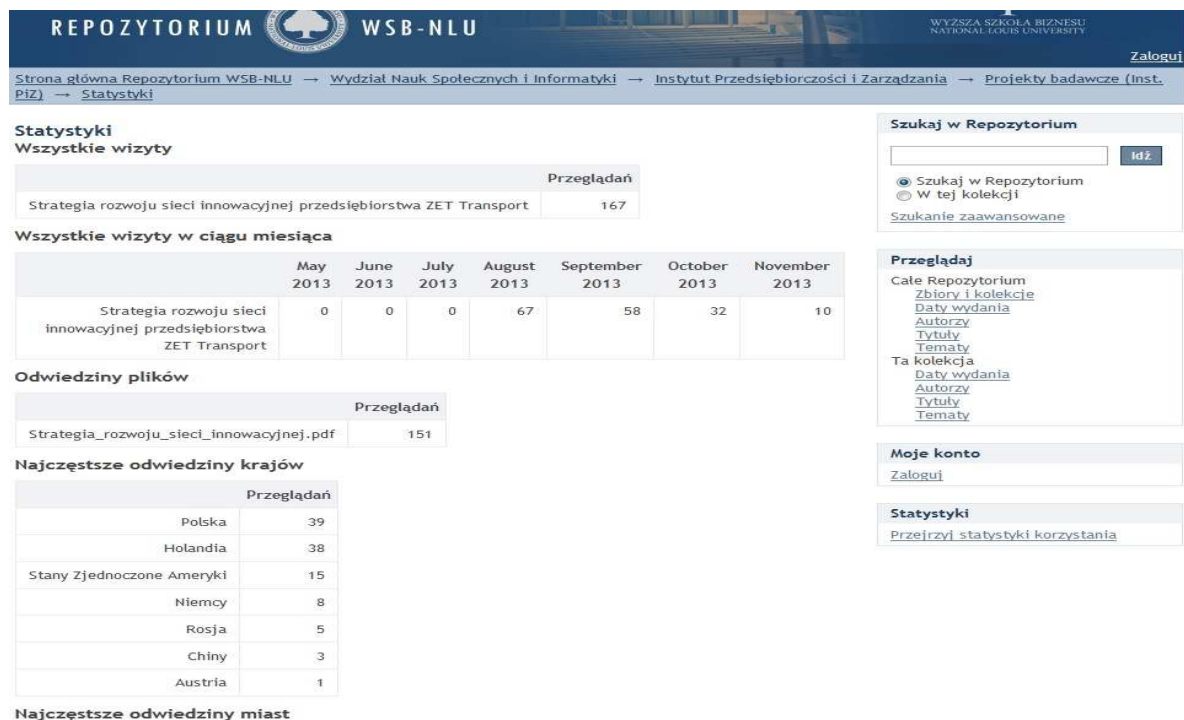 REPOZYTORIUM WSB-NLU
WYŻSZA SZKOŁA BIZNESU
NATIONAL-LOUIS UNIVERSITY
Zaloguj
Strona główna Repozytorium WSB-NLU → Wydział Nauk Społecznych i Informatyki → Instytut Przedsiębiorczości i Zarządzania → Projekty badawcze (Inst.
PiZ) → Statystyki
Statystyki
Wszystkie wizyty
Przeglądań
Strategia rozwoju sieci innowacyjnej przedsiębiorstwa ZET Transport 167
Wszystkie wizyty w ciągu miesiąca
May June July August September October November
2013 2013 2013 2013 2013 2013 2013
Strategia rozwoju sieci 0 0 0 67 58 32 10
innowacyjnej przedsiębiorstwa
ZET Transport
Odwiedziny plików
Przeglądań
Strategia_rozwoju_sieci_innowacyjnej.pdf 151
Najczęstsze odwiedziny krajów
Przeglądań
Polska 39
Holandia 38
Stany Zjednoczone Ameryki 15
Niemcy 8
Rosja 5
Chiny 3
Austria 1
Najczęstsze odwiedziny miast
Szukaj w Repozytorium
Idź
Szukaj w Repozytorium
W tej kolekcji
Szukanie zaawansowane
Przeglądaj
Całe Repozytorium
Zbiory i kolekcje
Daty wydania
Autorzy
Tytuły
Tematy
Ta kolekcja
Daty wydania
Autorzy
Tytuły
Tematy
Moje konto
Zaloguj
Statystyki
Przejrzyj statystyki korzystania